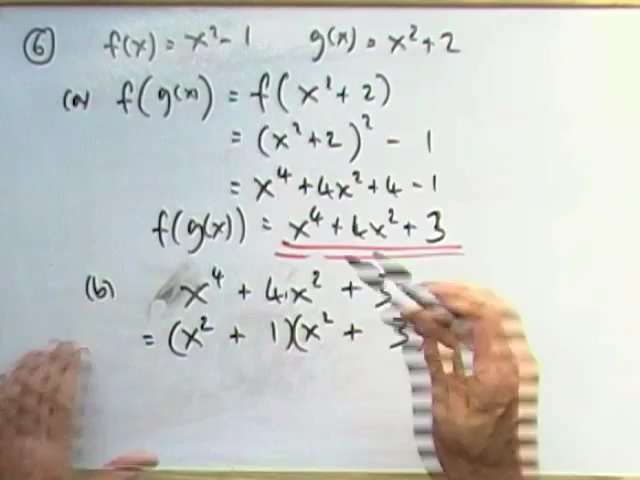 6 f(x) = x² - 1 g(x) = x² + 2
(a) f(g(x)) = f(x² + 2)
= (x² + 2)² - 1
= x⁴ + 4x² + 4 - 1
f(g(x)) = x⁴ + 4x² + 3
(b) x⁴ + 4x² + 3
= (x² + 1)(x² + 3